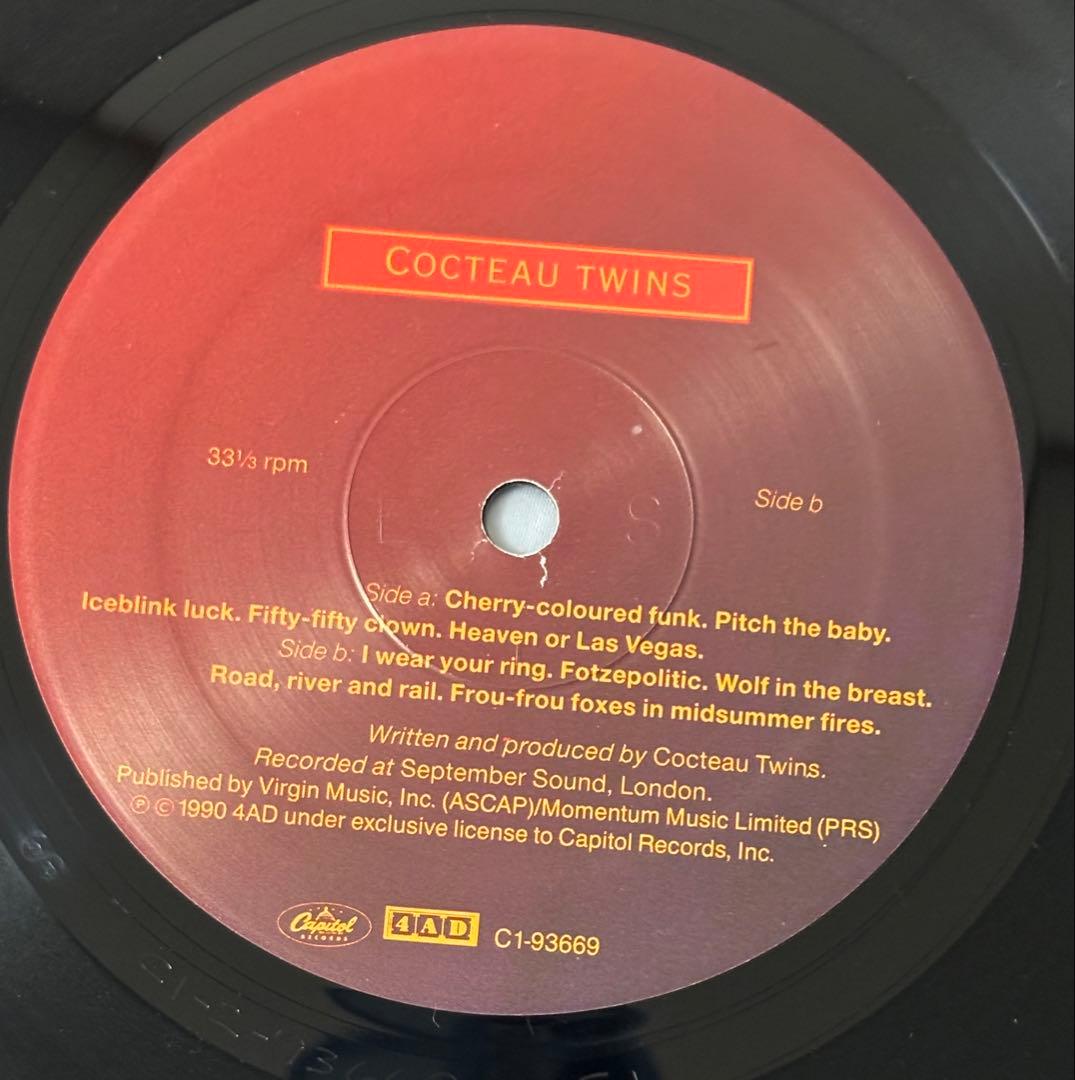 COCTEAU TWINS
33⅓ rpm
Side b
Side a: Cherry-coloured funk. Pitch the baby.
Iceblink luck. Fifty-fifty clown. Heaven or Las Vegas.
Side b: I wear your ring. Fotzepolitic. Wolf in the breast.
Road, river and rail. Frou-frou foxes in midsummer fires.
Written and produced by Cocteau Twins.
Recorded at September Sound, London.
Published by Virgin Music, Inc. (ASCAP)/Momentum Music Limited (PRS)
℗ © 1990 4AD under exclusive license to Capitol Records, Inc.
Capitol
RECORDS
4AD
C1-93669